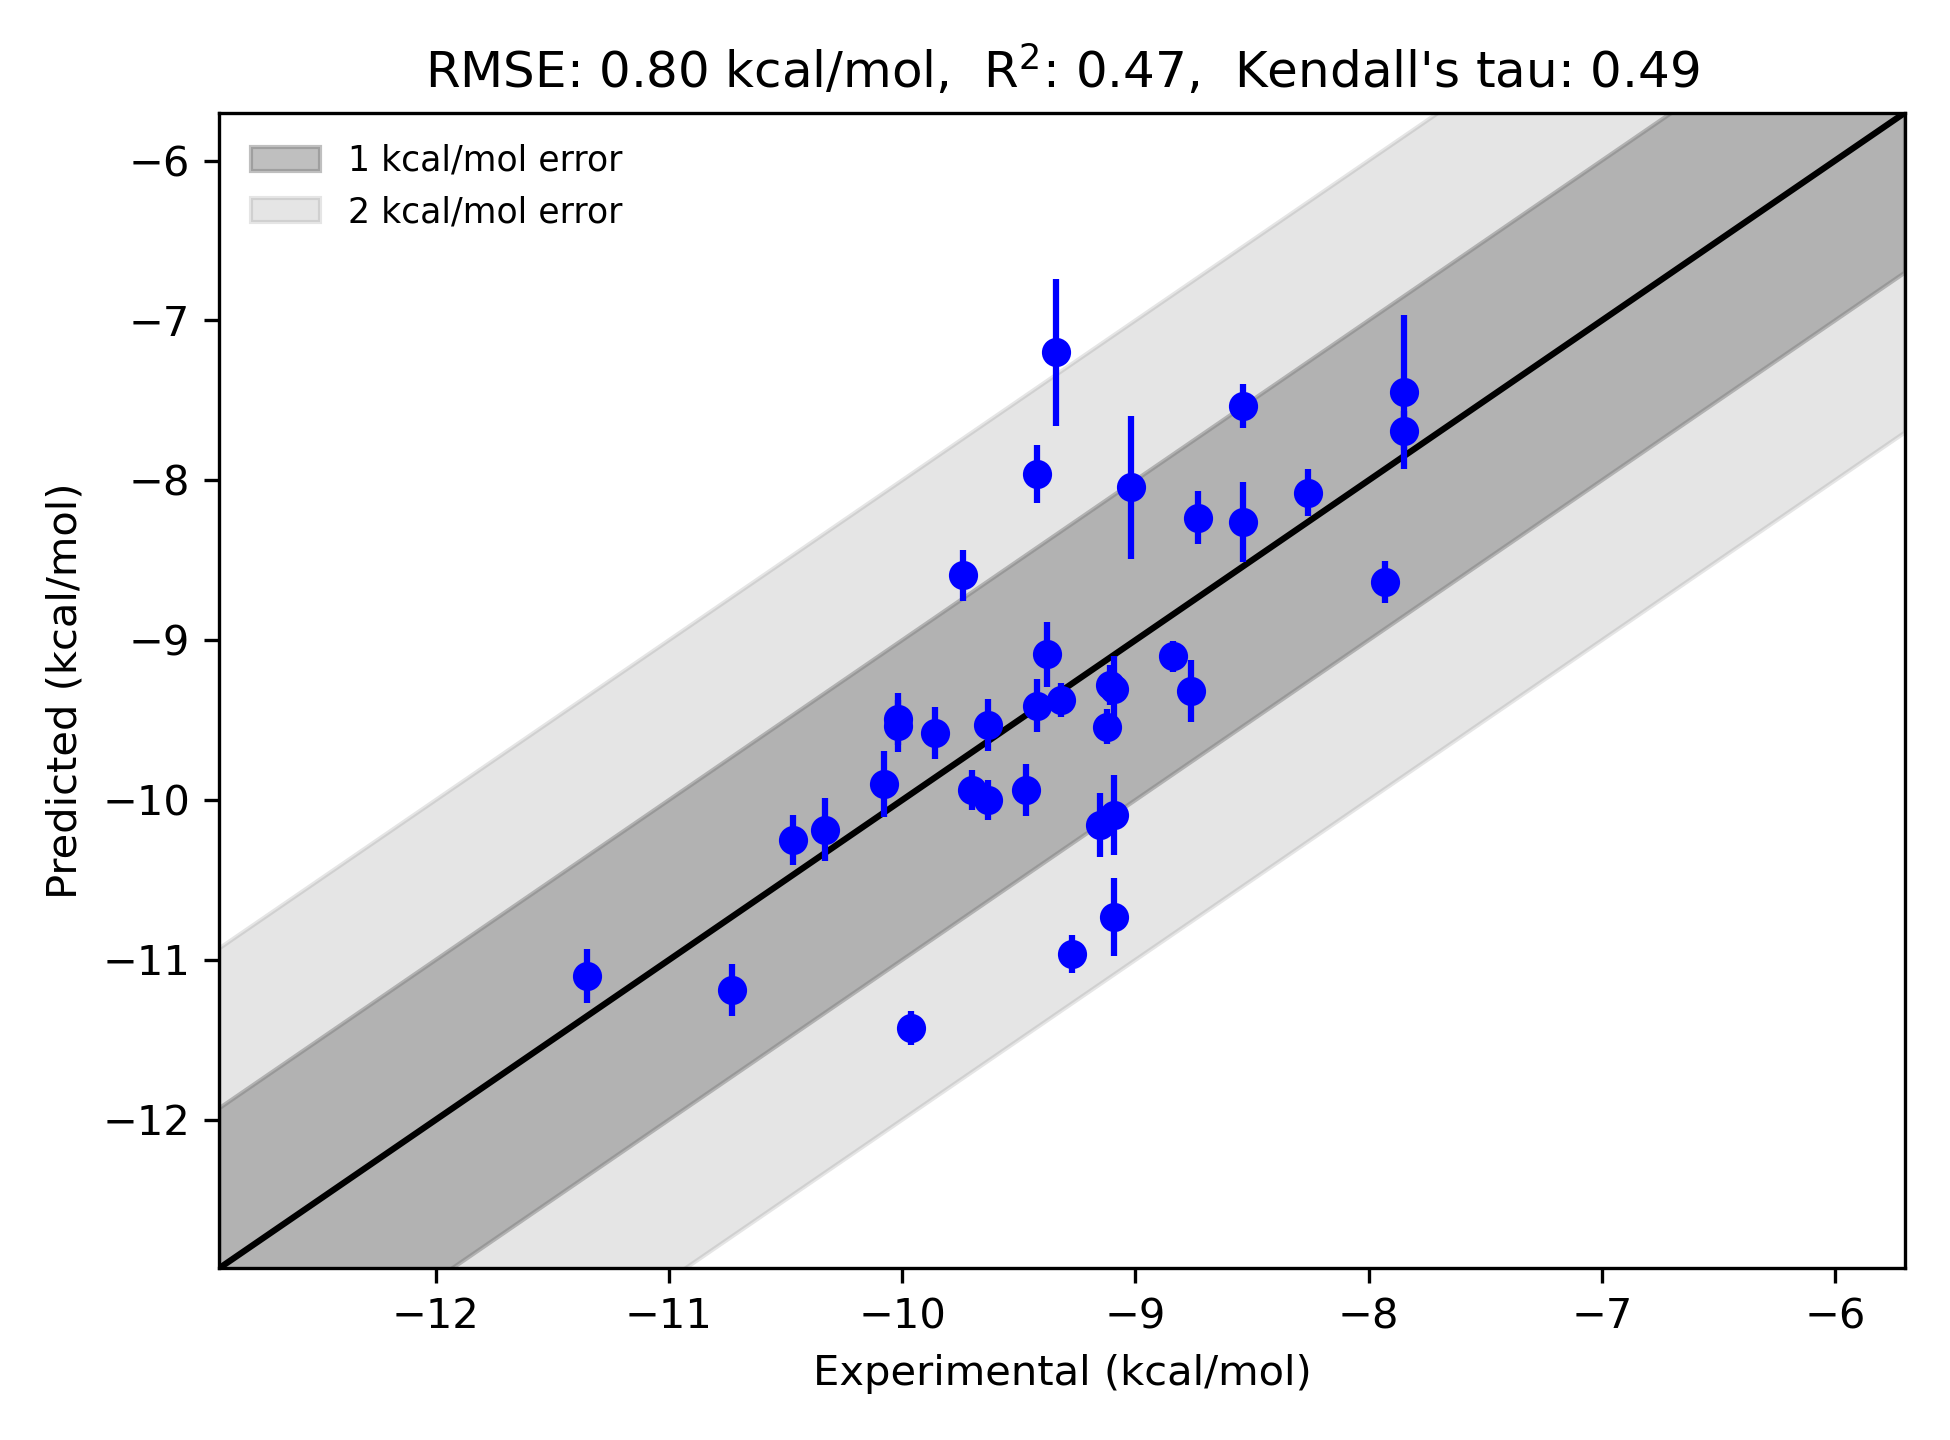 RMSE: 0.80 kcal/mol, R²: 0.47, Kendall's tau: 0.49
1 kcal/mol error
2 kcal/mol error
−6
−7
−8
−9
−10
−11
−12
Predicted (kcal/mol)
−12 −11 −10 −9 −8 −7 −6
Experimental (kcal/mol)